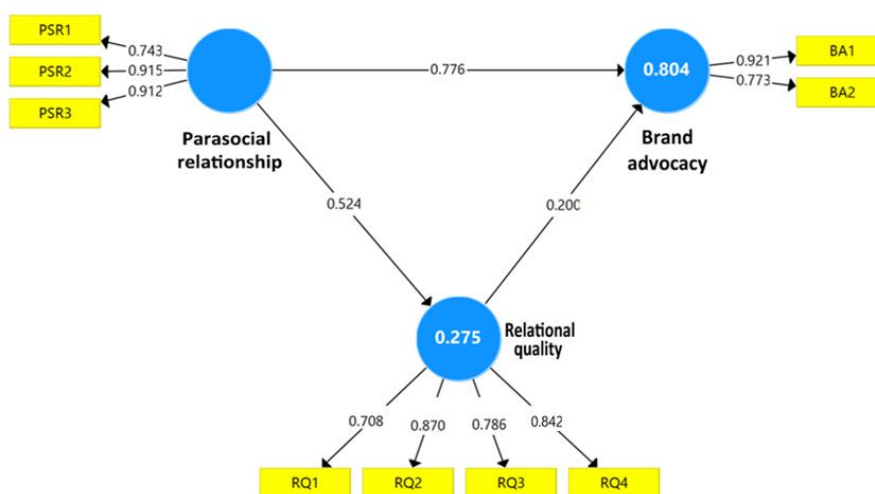 PSR1
0.743
PSR2
0.915
PSR3
0.912
Parasocial
relationship
0.776
0.804
Brand
advocacy
0.921
BA1
0.773
BA2
0.524
0.200
0.275
Relational
quality
0.708
0.870
0.786
0.842
RQ1
RQ2
RQ3
RQ4